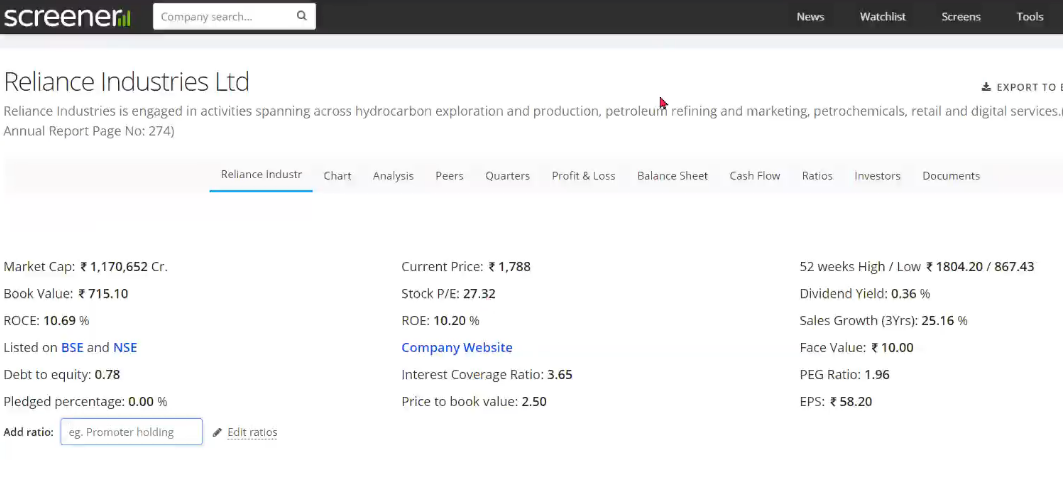 screener
Company search...
News Watchlist Screens Tools
Reliance Industries Ltd
EXPORT TO E
Reliance Industries is engaged in activities spanning across hydrocarbon exploration and production, petroleum refining and marketing, petrochemicals, retail and digital services.(
Annual Report Page No: 274)
Reliance Industr Chart Analysis Peers Quarters Profit & Loss Balance Sheet Cash Flow Ratios Investors Documents
Market Cap: ₹ 1,170,652 Cr. Current Price: ₹ 1,788 52 weeks High / Low ₹ 1804.20 / 867.43
Book Value: ₹ 715.10 Stock P/E: 27.32 Dividend Yield: 0.36 %
ROCE: 10.69 % ROE: 10.20 % Sales Growth (3Yrs): 25.16 %
Listed on BSE and NSE Company Website Face Value: ₹ 10.00
Debt to equity: 0.78 Interest Coverage Ratio: 3.65 PEG Ratio: 1.96
Pledged percentage: 0.00 % Price to book value: 2.50 EPS: ₹ 58.20
Add ratio: eg. Promoter holding Edit ratios